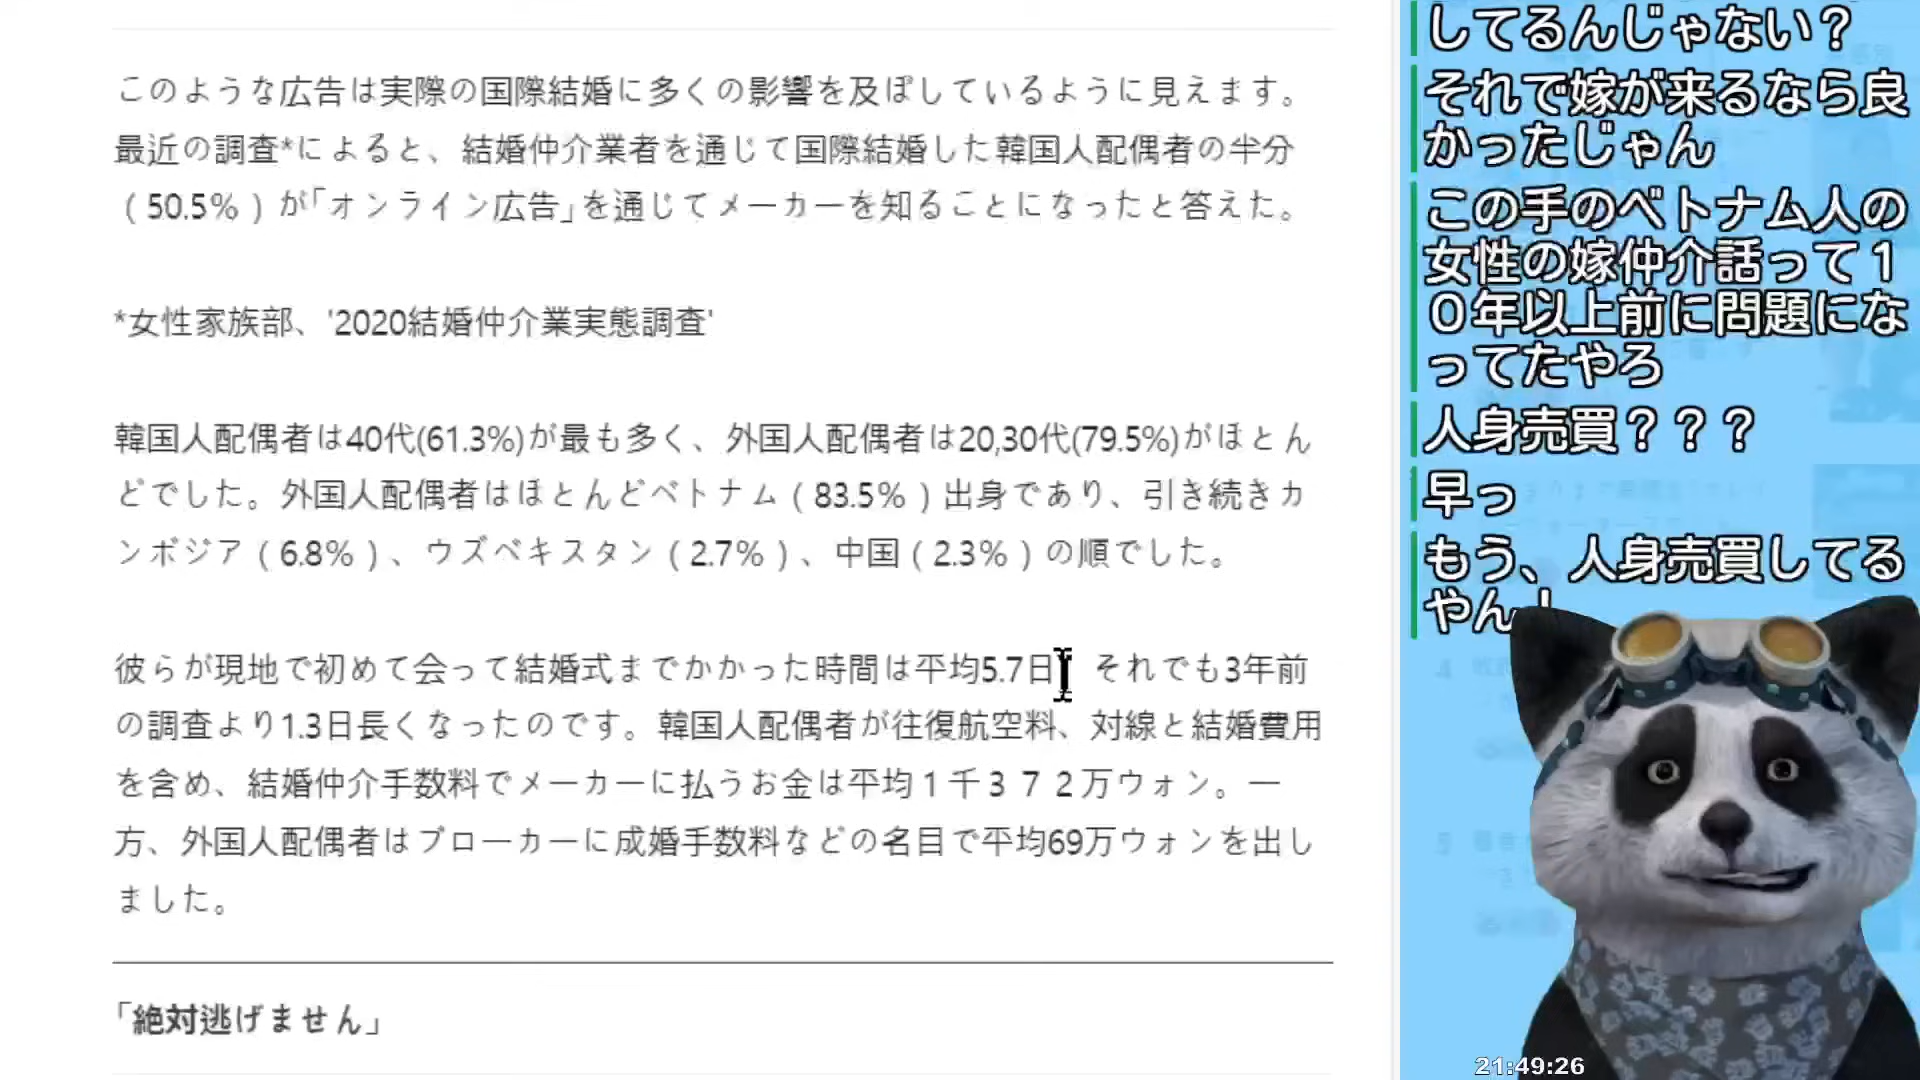 このような広告は実際の国際結婚に多くの影響を及ぼしているように見えます。
最近の調査*によると、結婚仲介業者を通じて国際結婚した韓国人配偶者の半分
（50.5％）が｢オンライン広告｣を通じてメーカーを知ることになったと答えた。
*女性家族部、'2020結婚仲介業実態調査'
韓国人配偶者は40代(61.3%)が最も多く、外国人配偶者は20,30代(79.5%)がほとん
どでした。外国人配偶者はほとんどベトナム（83.5％）出身であり、引き続きカ
ンボジア（6.8％）、ウズベキスタン（2.7％）、中国（2.3％）の順でした。
彼らが現地で初めて会って結婚式までかかった時間は平均5.7日 それでも3年前
の調査より1.3日長くなったのです。韓国人配偶者が往復航空料、対線と結婚費用
を含め、結婚仲介手数料でメーカーに払うお金は平均１千３７２万ウォン。一
方、外国人配偶者はブローカーに成婚手数料などの名目で平均69万ウォンを出し
ました。
「絶対逃げません」
してるんじゃない？
それで嫁が来るなら良
かったじゃん
この手のベトナム人の
女性の嫁仲介話って１
０年以上前に問題にな
ってたやろ
人身売買？？？
早っ
もう、人身売買してる
やん！
21:49:26